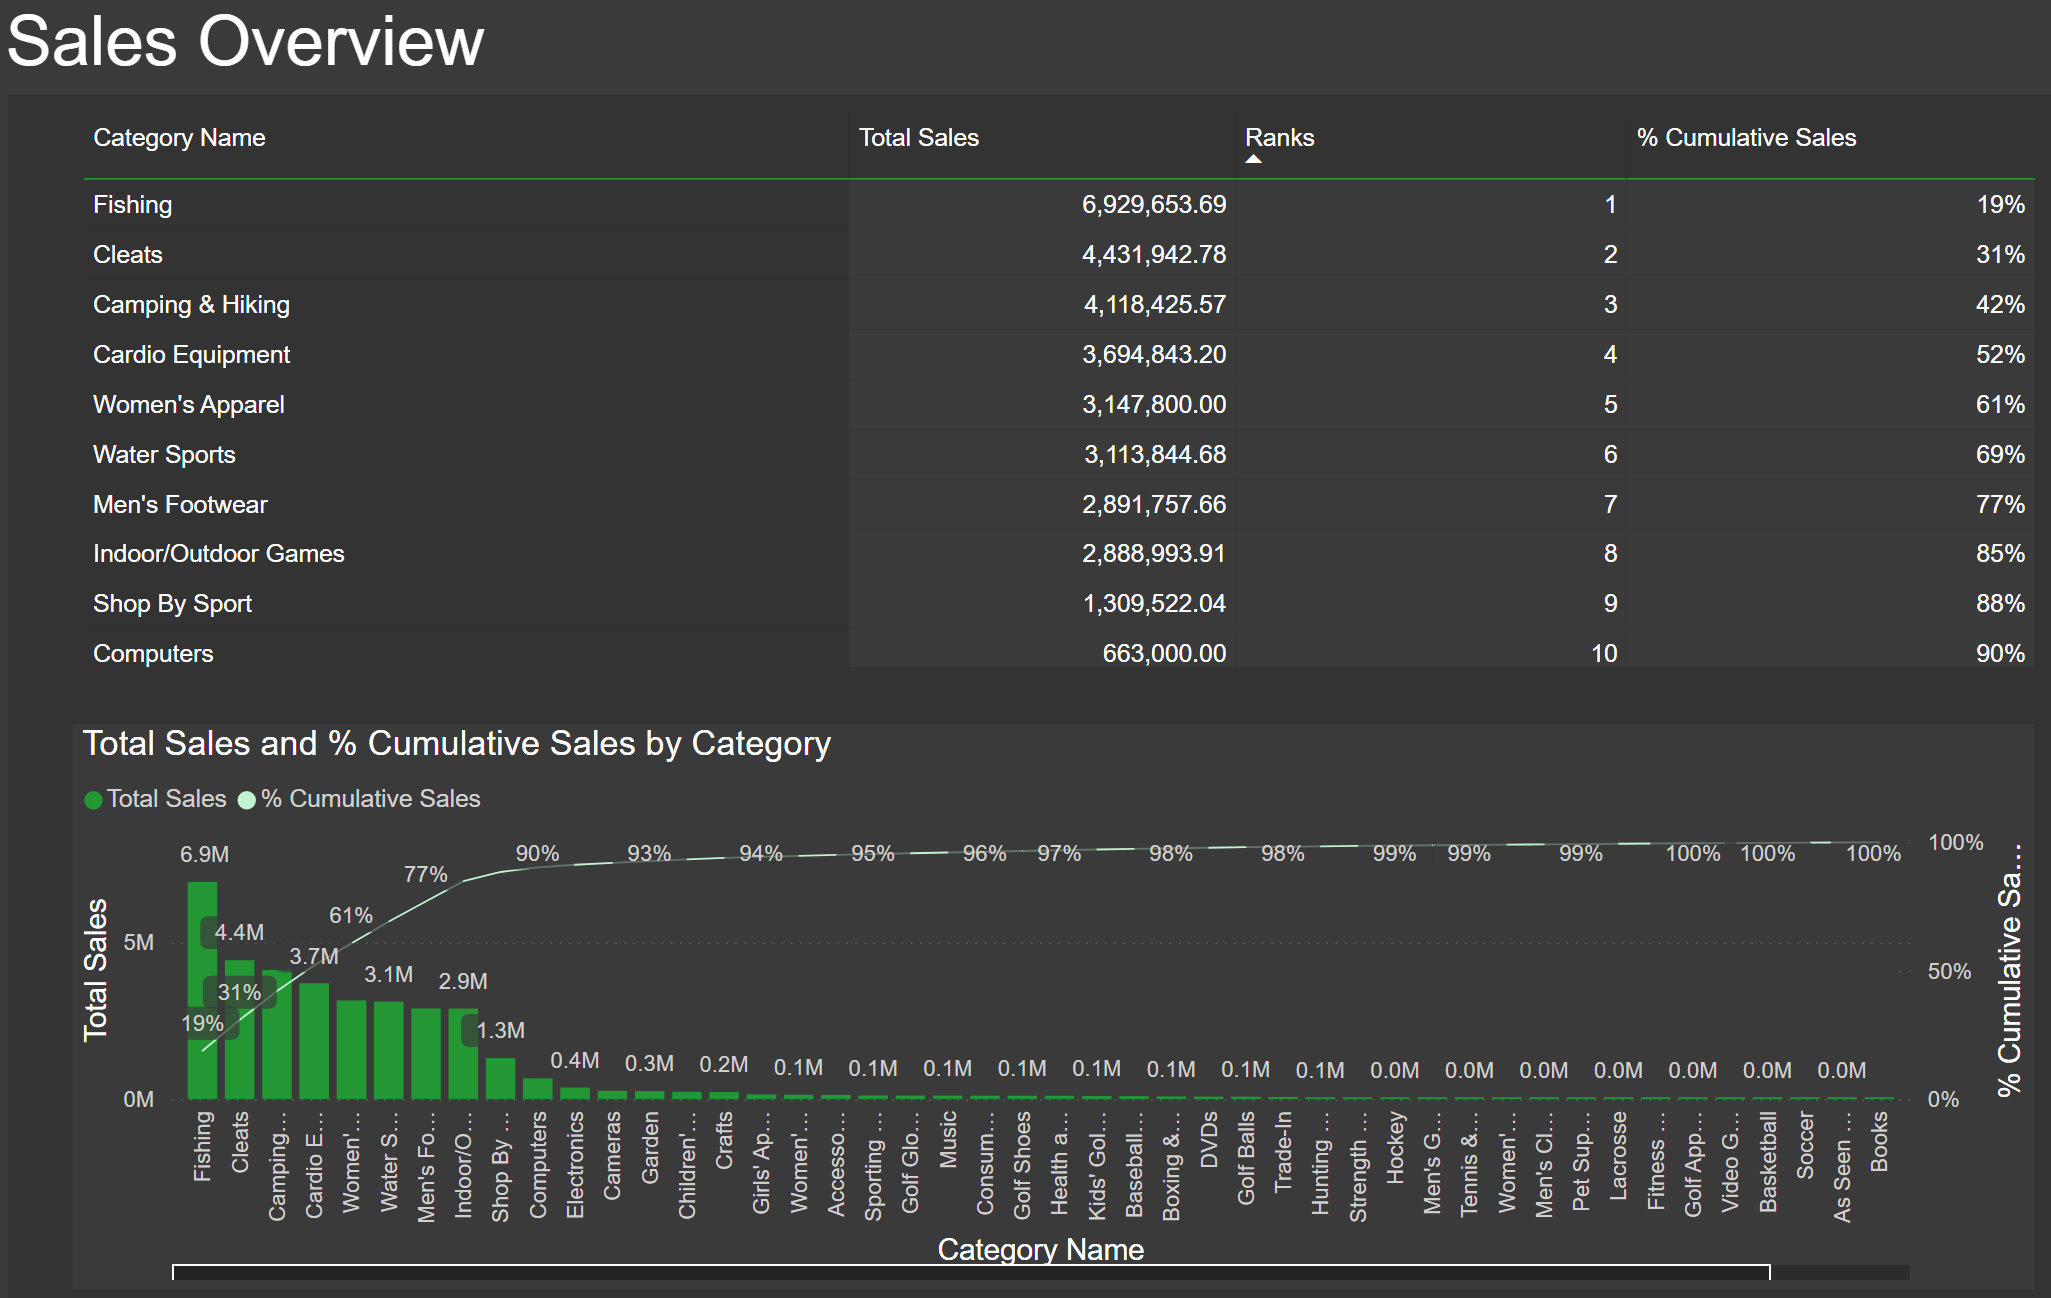 Sales Overview
Category Name Total Sales Ranks % Cumulative Sales
Fishing 6,929,653.69 1 19%
Cleats 4,431,942.78 2 31%
Camping & Hiking 4,118,425.57 3 42%
Cardio Equipment 3,694,843.20 4 52%
Women's Apparel 3,147,800.00 5 61%
Water Sports 3,113,844.68 6 69%
Men's Footwear 2,891,757.66 7 77%
Indoor/Outdoor Games 2,888,993.91 8 85%
Shop By Sport 1,309,522.04 9 88%
Computers 663,000.00 10 90%
Total Sales and % Cumulative Sales by Category
Total Sales % Cumulative Sales
6.9M 4.4M 3.7M 3.1M 2.9M 1.3M 0.4M 0.3M 0.2M 0.1M 0.1M 0.1M 0.1M 0.1M 0.1M 0.1M 0.1M 0.0M 0.0M 0.0M 0.0M 0.0M 0.0M 0.0M
19% 31% 61% 77% 90% 93% 94% 95% 96% 97% 98% 98% 99% 99% 99% 100% 100% 100%
Total Sales
5M
0M
100%
50%
0%
% Cumulative Sa...
Fishing
Cleats
Camping...
Cardio E...
Women'...
Water S...
Men's Fo...
Indoor/O...
Shop By ...
Computers
Electronics
Cameras
Garden
Children'...
Crafts
Girls' Ap...
Women'...
Accesso...
Sporting ...
Golf Glo...
Music
Consum...
Golf Shoes
Health a...
Kids' Gol...
Baseball...
Boxing &...
DVDs
Golf Balls
Trade-In
Hunting ...
Strength ...
Hockey
Men's G...
Tennis &...
Women'...
Men's Cl...
Pet Sup...
Lacrosse
Fitness ...
Golf App...
Video G...
Basketball
Soccer
As Seen ...
Books
Category Name